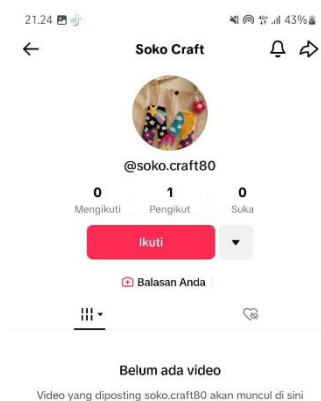 21.24 43%
Soko Craft
@soko.craft80
0 1 0
Mengikuti Pengikut Suka
Ikuti
Balasan Anda
Belum ada video
Video yang diposting soko.craft80 akan muncul di sini